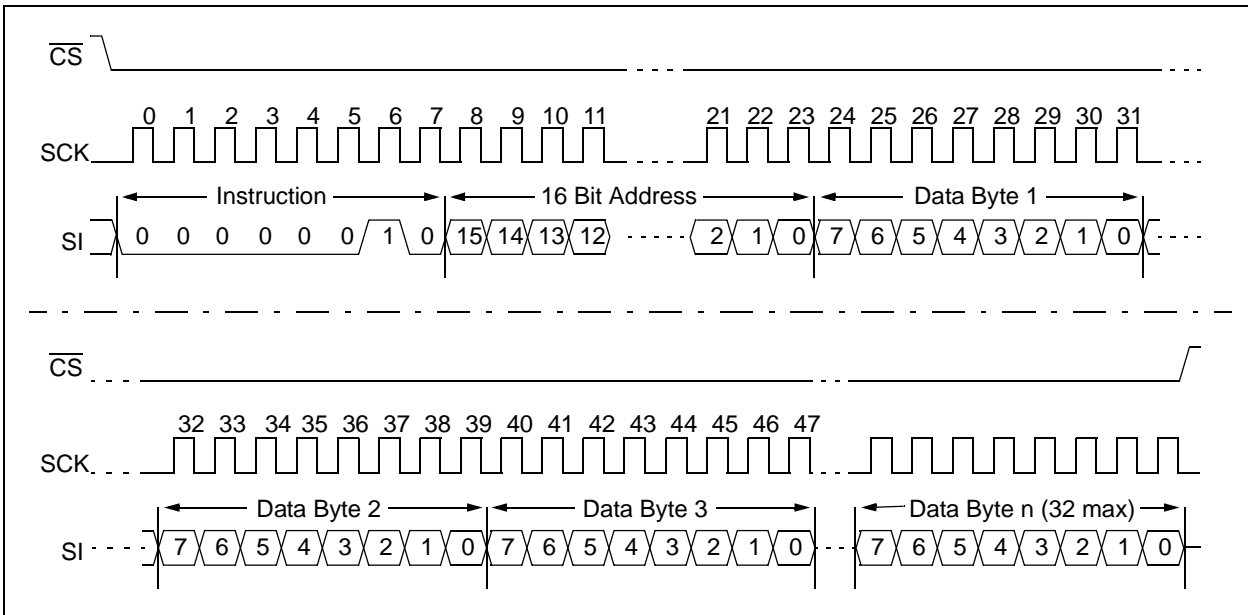 CS
0 1 2 3 4 5 6 7 8 9 10 11 21 22 23 24 25 26 27 28 29 30 31
SCK
Instruction 16 Bit Address Data Byte 1
SI 0 0 0 0 0 0 1 0 15 14 13 12 2 1 0 7 6 5 4 3 2 1 0
CS
32 33 34 35 36 37 38 39 40 41 42 43 44 45 46 47
SCK
Data Byte 2 Data Byte 3 Data Byte n (32 max)
SI 7 6 5 4 3 2 1 0 7 6 5 4 3 2 1 0 7 6 5 4 3 2 1 0